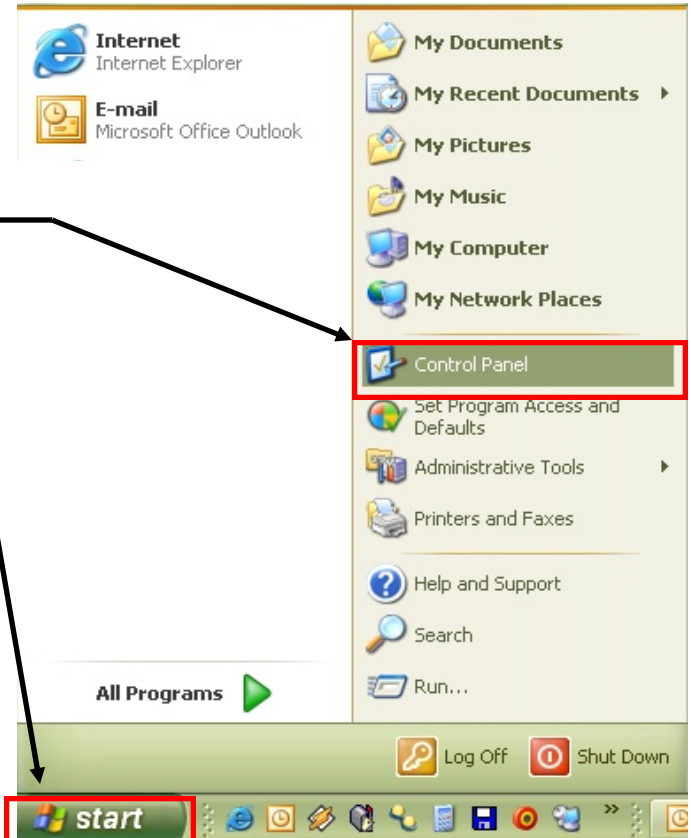 Internet
Internet Explorer
E-mail
Microsoft Office Outlook
All Programs
My Documents
My Recent Documents
My Pictures
My Music
My Computer
My Network Places
Control Panel
Set Program Access and
Defaults
Administrative Tools
Printers and Faxes
Help and Support
Search
Run...
Log Off
Shut Down
start